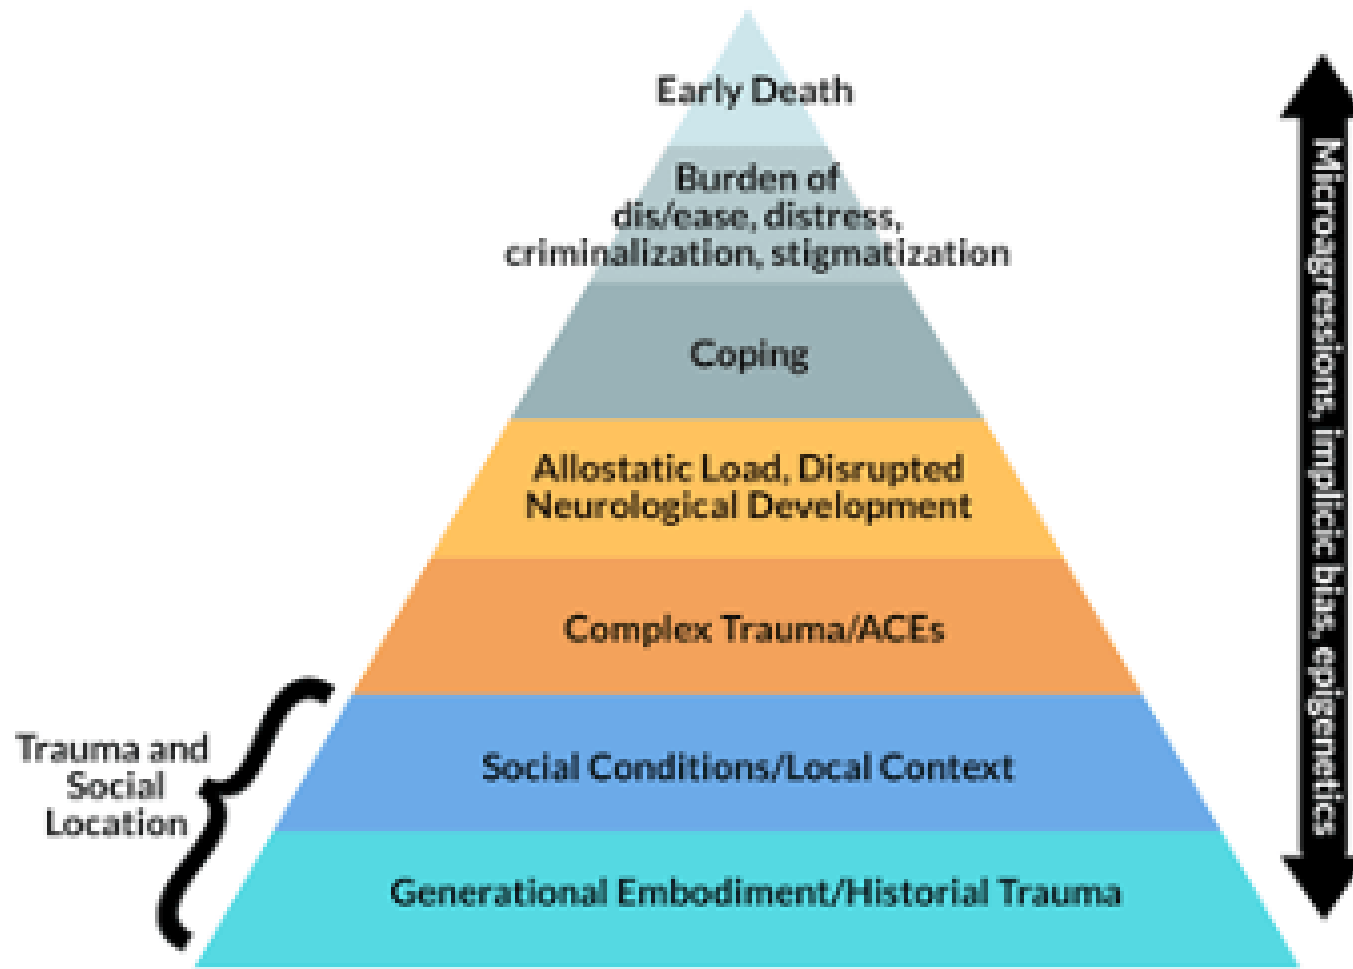 Early Death
Burden of
dis/ease, distress,
criminalization, stigmatization
Coping
Allostatic Load, Disrupted
Neurological Development
Complex Trauma/ACEs
Social Conditions/Local Context
Generational Embodiment/Historial Trauma
Trauma and
Social
Location
Microagressions, implicic bias, epigenetics